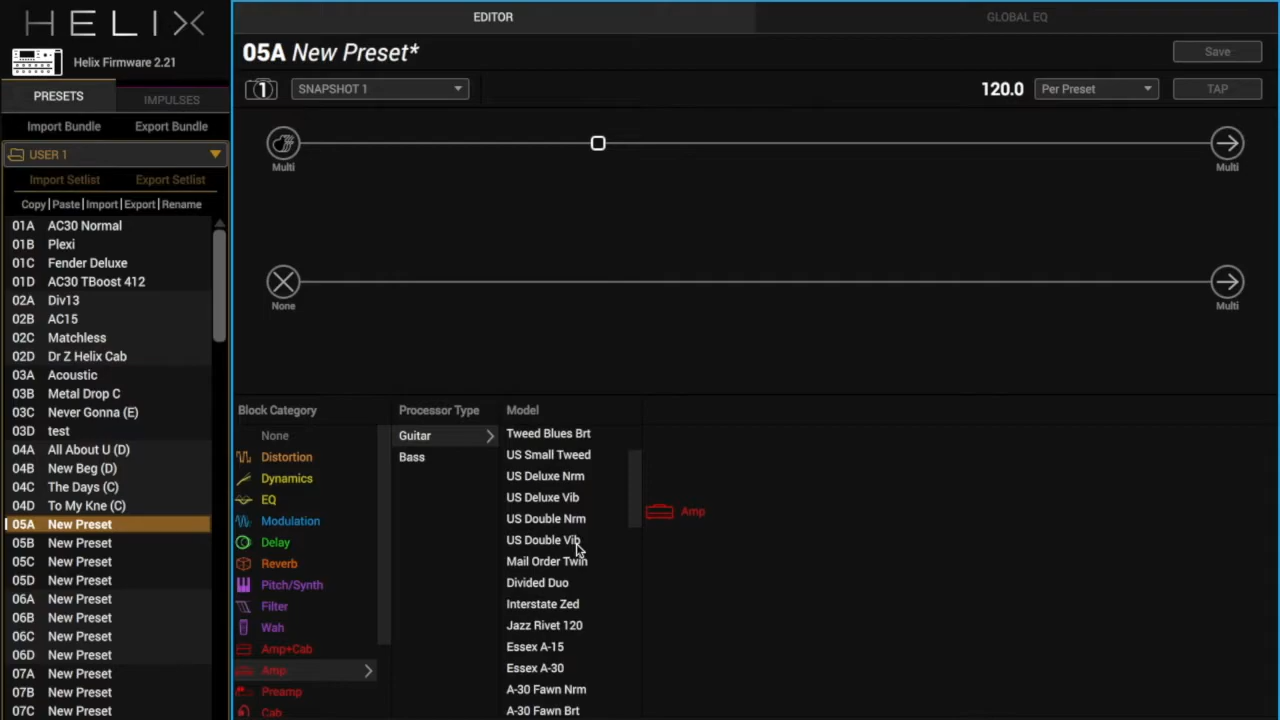 HELIX
Helix Firmware 2.21
PRESETS
IMPULSES
Import Bundle
Export Bundle
USER 1
Import Setlist
Export Setlist
Copy|Paste|Import|Export|Rename
01A AC30 Normal
01B Plexi
01C Fender Deluxe
01D AC30 TBoost 412
02A Div13
02B AC15
02C Matchless
02D Dr Z Helix Cab
03A Acoustic
03B Metal Drop C
03C Never Gonna (E)
03D test
04A All About U (D)
04B New Beg (D)
04C The Days (C)
04D To My Kne (C)
05A New Preset
05B New Preset
05C New Preset
05D New Preset
06A New Preset
06B New Preset
06C New Preset
06D New Preset
07A New Preset
07B New Preset
07C New Preset
EDITOR
GLOBAL EQ
05A New Preset*
Save
1
SNAPSHOT 1
120.0
Per Preset
TAP
Multi
Multi
None
Multi
Block Category
None
Distortion
Dynamics
EQ
Modulation
Delay
Reverb
Pitch/Synth
Filter
Wah
Amp+Cab
Amp
Preamp
Cab
Processor Type
Guitar
Bass
Model
Tweed Blues Brt
US Small Tweed
US Deluxe Nrm
US Deluxe Vib
US Double Nrm
US Double Vib
Mail Order Twin
Divided Duo
Interstate Zed
Jazz Rivet 120
Essex A-15
Essex A-30
A-30 Fawn Nrm
A-30 Fawn Brt
Amp